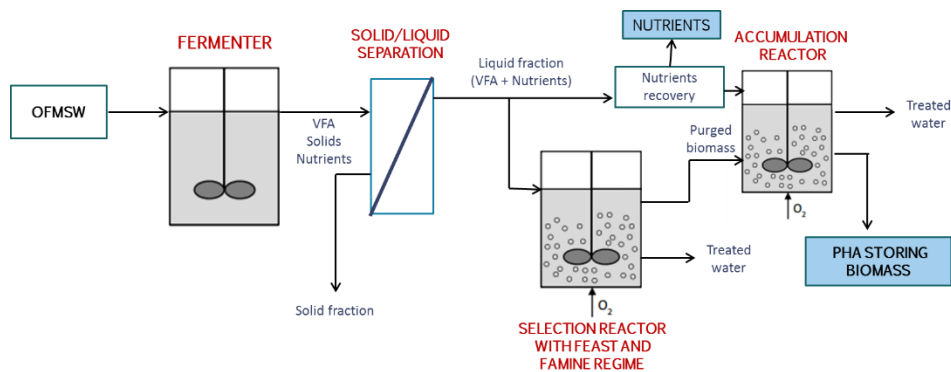 OFMSW
FERMENTER
VFA
Solids
Nutrients
SOLID/LIQUID
SEPARATION
Solid fraction
Liquid fraction
(VFA + Nutrients)
NUTRIENTS
Nutrients
recovery
ACCUMULATION
REACTOR
Treated
water
Purged
biomass
O2
PHA STORING
BIOMASS
Treated
water
O2
SELECTION REACTOR
WITH FEAST AND
FAMINE REGIME